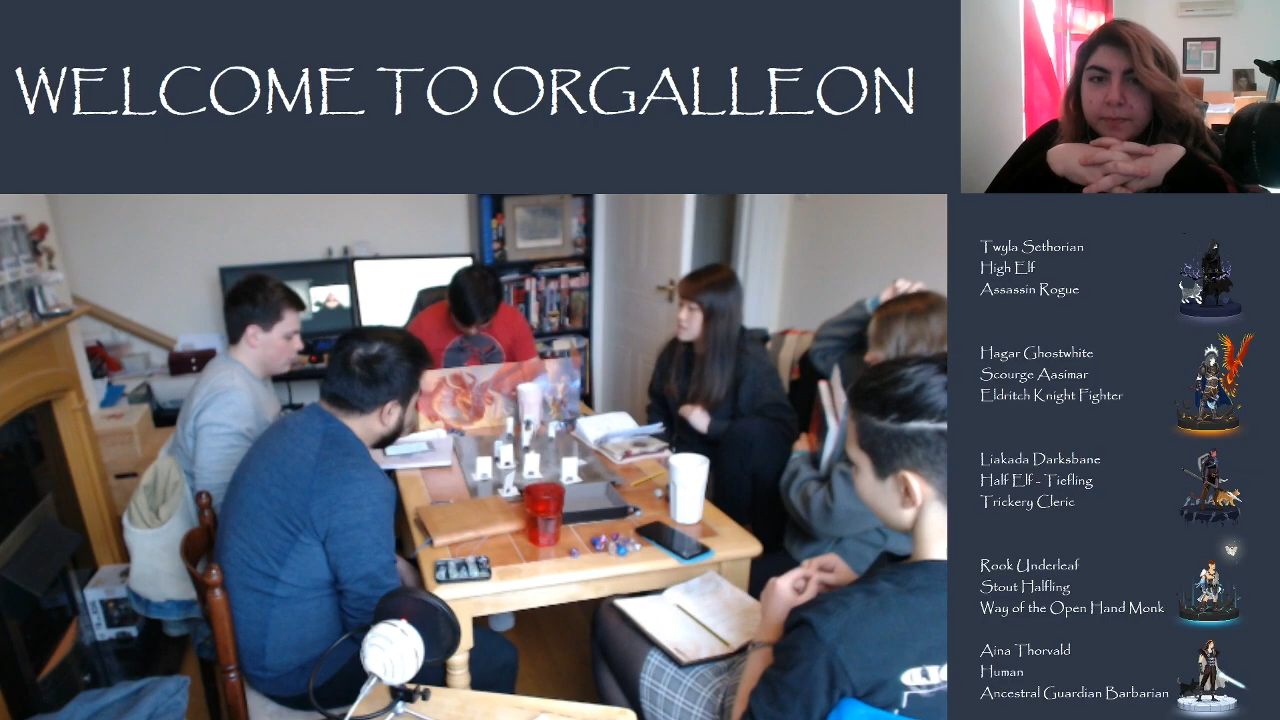 WELCOME TO ORGALLEON
Twyla Sethorian
High Elf
Assassin Rogue
Hagar Ghostwhite
Scourge Aasimar
Eldritch Knight Fighter
Liakada Darksbane
Half Elf - Tiefling
Trickery Cleric
Rook Underleaf
Stout Halfling
Way of the Open Hand Monk
Aina Thorvald
Human
Ancestral Guardian Barbarian